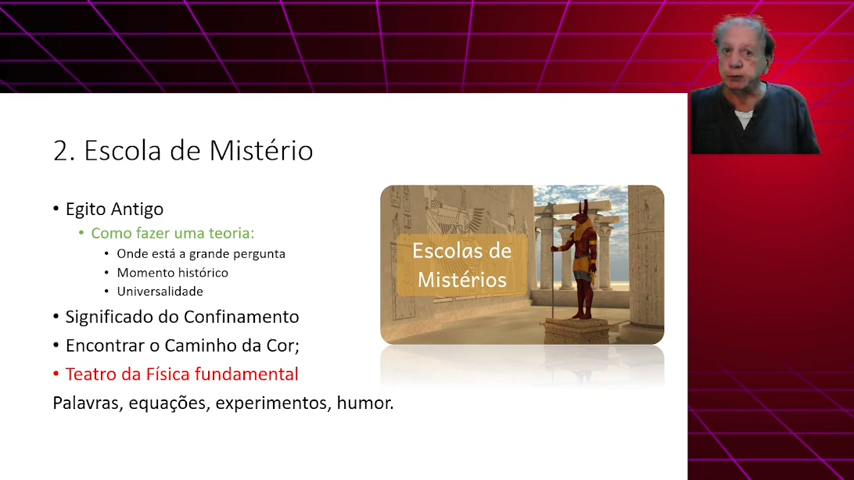 2. Escola de Mistério
• Egito Antigo
• Como fazer uma teoria:
• Onde está a grande pergunta
• Momento histórico
• Universalidade
• Significado do Confinamento
• Encontrar o Caminho da Cor;
• Teatro da Física fundamental
Palavras, equações, experimentos, humor.
Escolas de
Mistérios